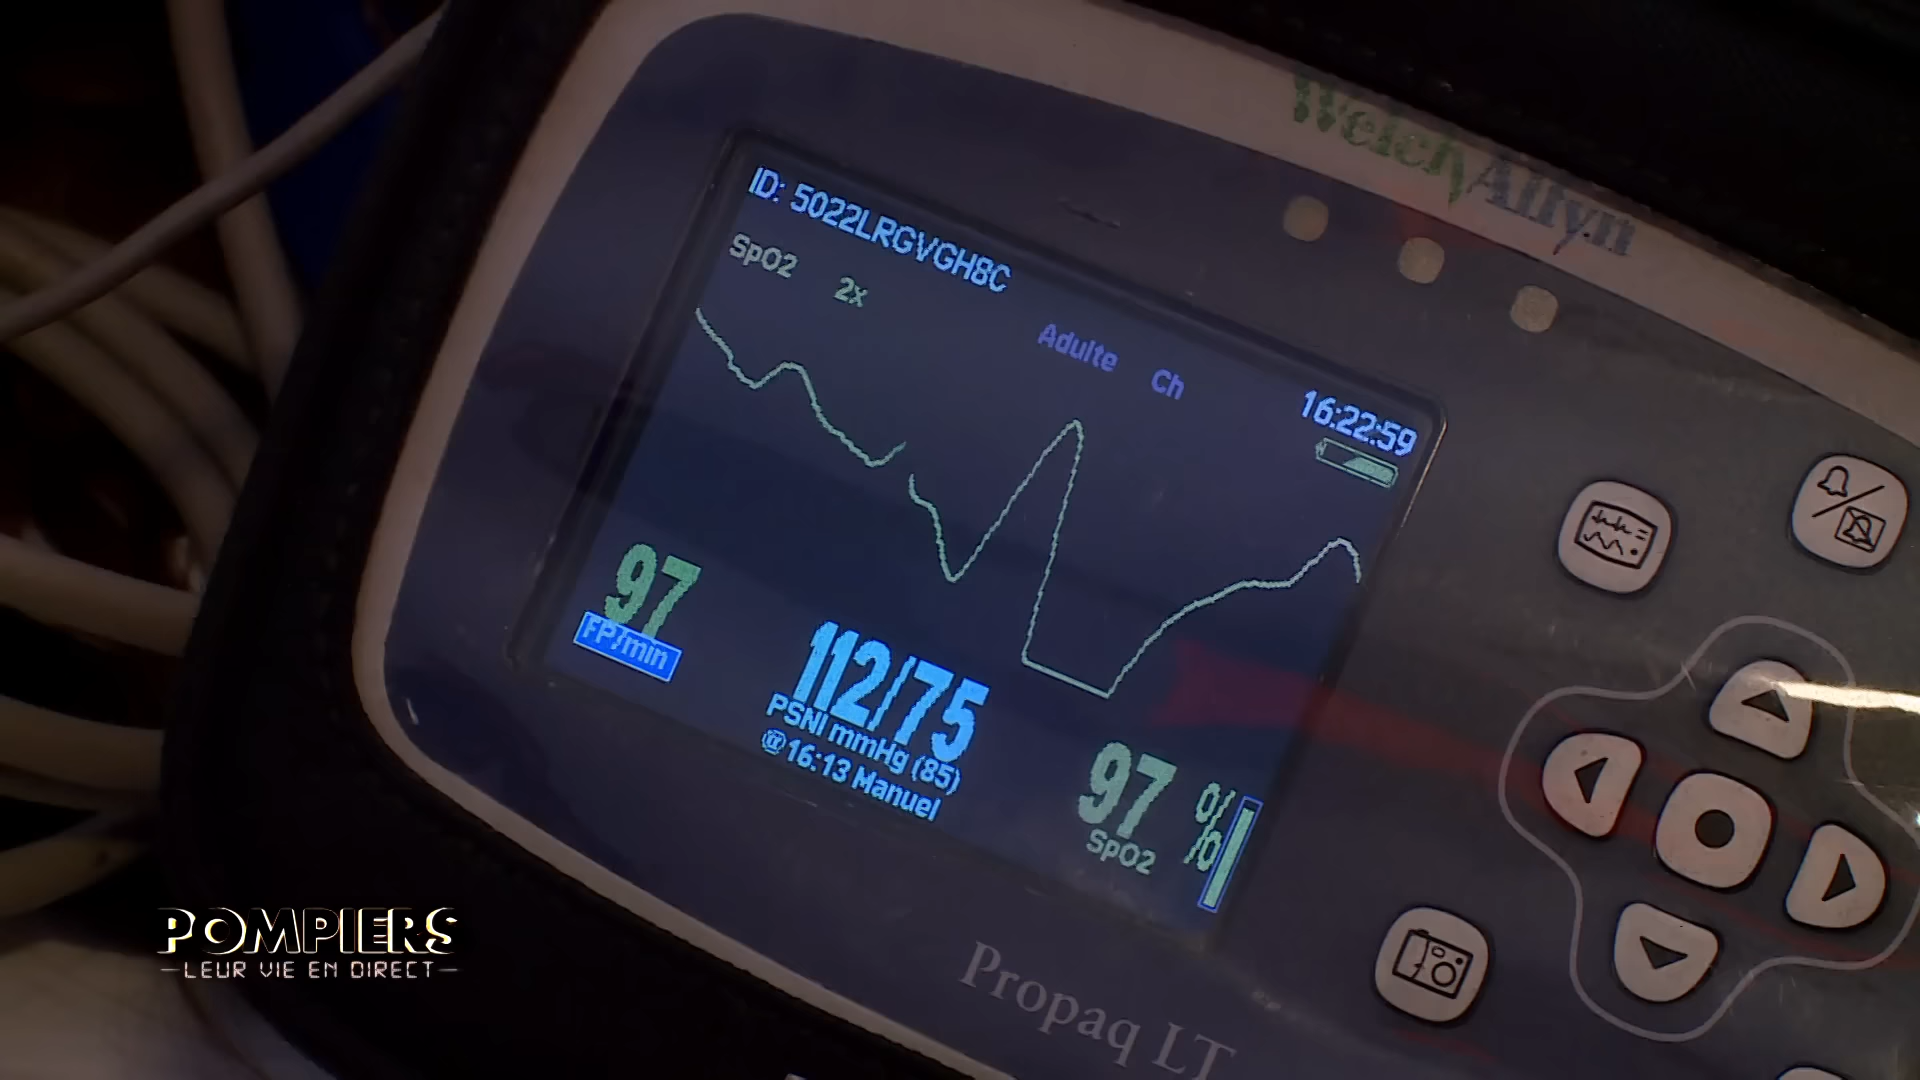 WelchAllyn
ID: 5022LRGVGH8C
SpO2 2x
Adulte Ch
16:22:59
97
FP/min
112/75
PSNI mmHg (85)
@16:13 Manuel
97 %
SpO2
Propaq LT
POMPIERS
LEUR VIE EN DIRECT